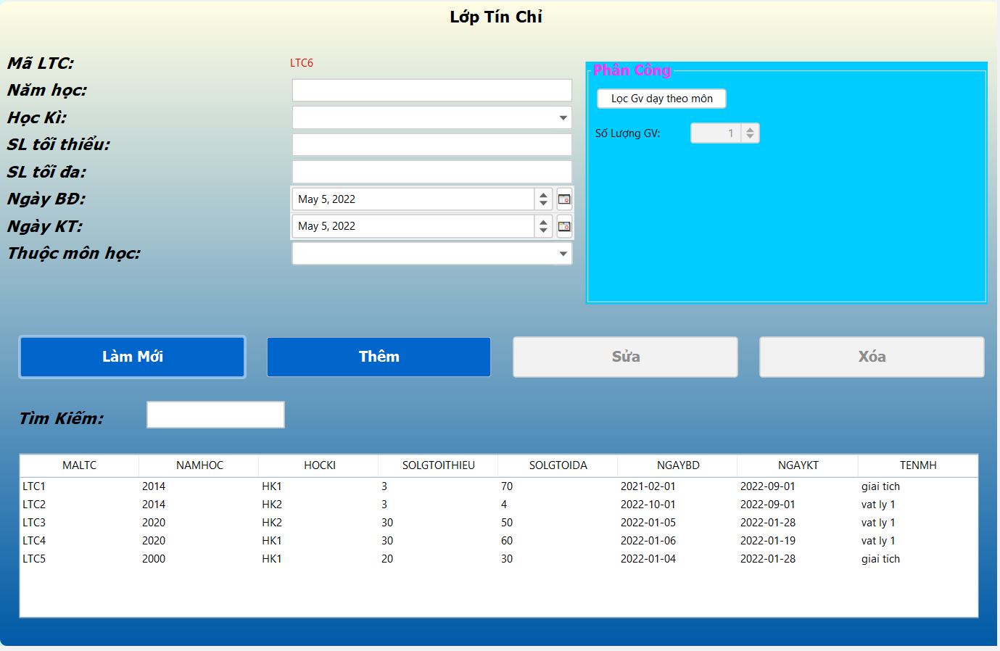 Lớp Tín Chỉ
Mã LTC: LTC6
Năm học:
Học Kì:
SL tối thiểu:
SL tối đa:
Ngày BĐ: May 5, 2022
Ngày KT: May 5, 2022
Thuộc môn học:
Phân Công
Lọc Gv dạy theo môn
Số Lượng GV: 1
Làm Mới Thêm Sửa Xóa
Tìm Kiếm:
MALTC NAMHOC HOCKI SOLGTOITHIEU SOLGTOIDA NGAYBD NGAYKT TENMH
LTC1 2014 HK1 3 70 2021-02-01 2022-09-01 giai tich
LTC2 2014 HK2 3 4 2022-10-01 2022-09-01 vat ly 1
LTC3 2020 HK2 30 50 2022-01-05 2022-01-28 vat ly 1
LTC4 2020 HK1 30 60 2022-01-06 2022-01-19 vat ly 1
LTC5 2000 HK1 20 30 2022-01-04 2022-01-28 giai tich